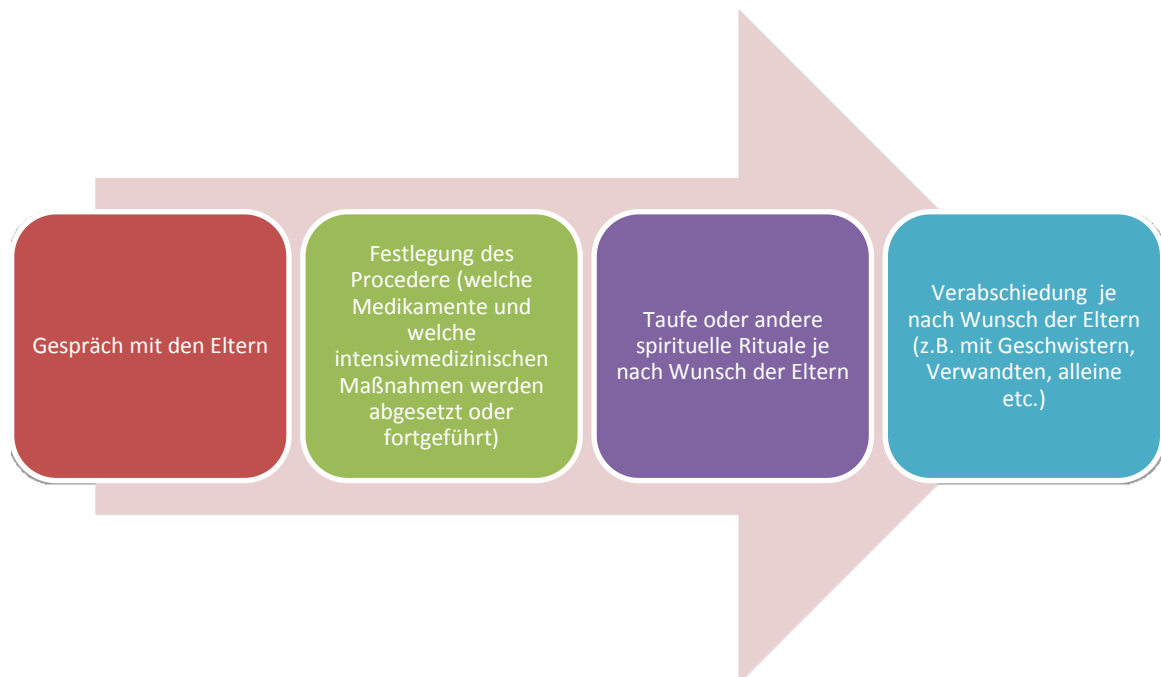 Gespräch mit den Eltern
Festlegung des
Procedere (welche
Medikamente und
welche
intensivmedizinischen
Maßnahmen werden
abgesetzt oder
fortgeführt)
Taufe oder andere
spirituelle Rituale je
nach Wunsch der Eltern
Verabschiedung je
nach Wunsch der Eltern
(z.B. mit Geschwistern,
Verwandten, alleine
etc.)